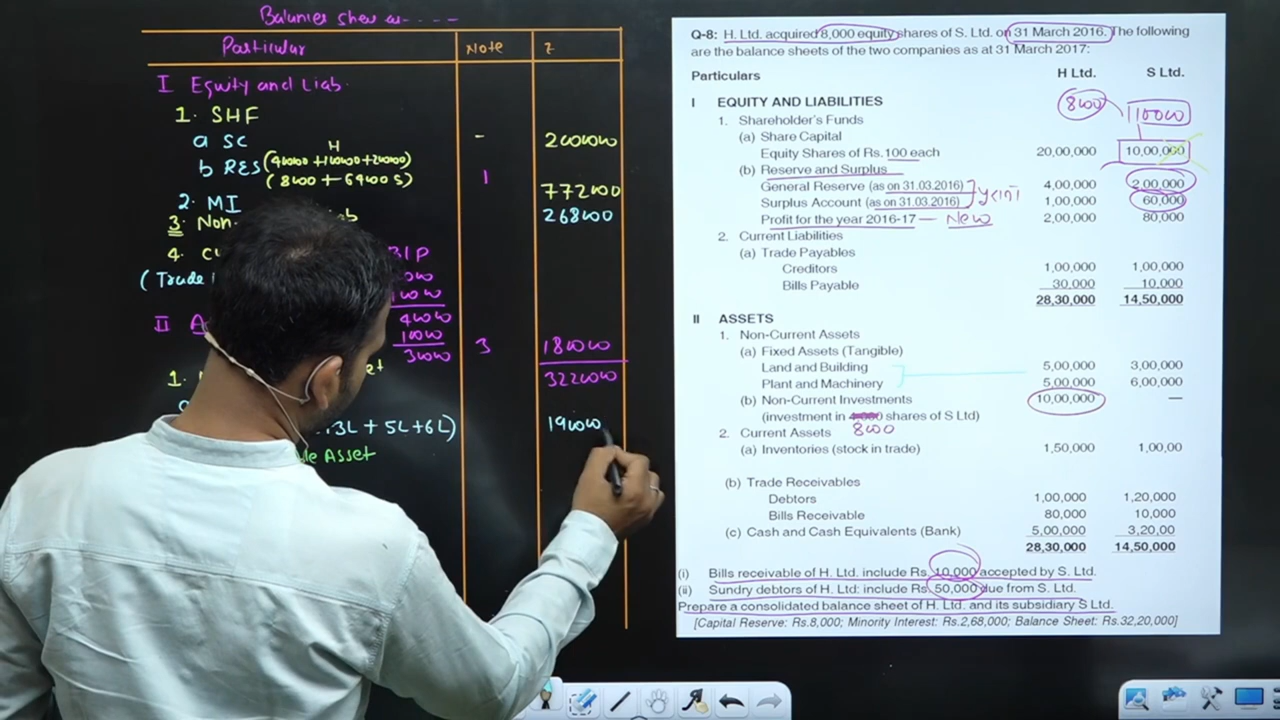 Balances sheet as - - - -
Particular Note ₹
I Equity and Liab.
1. SHF
a SC - 2000000
H
b RES (400000 + 100000 + 200000)
(8000 + 64000 S) 1 772000
2. MI 268000
3. Non-
4. Cu B/P
(Trade
40000
10000
30000 3 180000
3220000
1.
+3L + 5L + 6L) 190000
le Asset
Q-8: H. Ltd. acquired 8,000 equity shares of S. Ltd. on 31 March 2016. The following
are the balance sheets of the two companies as at 31 March 2017:
Particulars H Ltd. S Ltd.
8000 10000
I EQUITY AND LIABILITIES
1. Shareholder's Funds
(a) Share Capital
Equity Shares of Rs. 100 each 20,00,000 10,00,000
(b) Reserve and Surplus
General Reserve (as on 31.03.2016) 4,00,000 2,00,000
Surplus Account (as on 31.03.2016) 1,00,000 60,000
Profit for the year 2016-17 — New 2,00,000 80,000
2. Current Liabilities
(a) Trade Payables
Creditors 1,00,000 1,00,000
Bills Payable 30,000 10.000
28,30,000 14,50,000
II ASSETS
1. Non-Current Assets
(a) Fixed Assets (Tangible)
Land and Building 5,00,000 3,00,000
Plant and Machinery 5,00,000 6,00,000
(b) Non-Current Investments 10,00,000 —
(investment in shares of S Ltd)
8000
2. Current Assets
(a) Inventories (stock in trade) 1,50,000 1,00,00
(b) Trade Receivables
Debtors 1,00,000 1,20,000
Bills Receivable 80,000 10,000
(c) Cash and Cash Equivalents (Bank) 5,00,000 3,20,00
28,30,000 14,50,000
(i) Bills receivable of H. Ltd. include Rs. 10,000 accepted by S. Ltd.
(ii) Sundry debtors of H. Ltd: include Rs. 50,000 due from S. Ltd.
Prepare a consolidated balance sheet of H. Ltd. and its subsidiary S Ltd.
[Capital Reserve: Rs.8,000; Minority Interest: Rs.2,68,000; Balance Sheet: Rs.32,20,000]